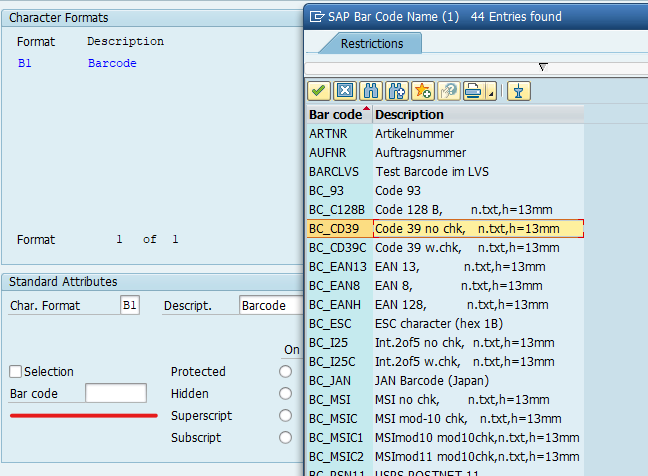 Character Formats
Format Description
B1 Barcode
Format 1 of 1
Standard Attributes
Char. Format B1 Descript. Barcode
On
Selection Protected
Bar code Hidden
Superscript
Subscript
SAP Bar Code Name (1) 44 Entries found
Restrictions
Bar code Description
ARTNR Artikelnummer
AUFNR Auftragsnummer
BARCLVS Test Barcode im LVS
BC_93 Code 93
BC_C128B Code 128 B, n.txt,h=13mm
BC_CD39 Code 39 no chk, n.txt,h=13mm
BC_CD39C Code 39 w.chk, n.txt,h=13mm
BC_EAN13 EAN 13, n.txt,h=13mm
BC_EAN8 EAN 8, n.txt,h=13mm
BC_EANH EAN 128, n.txt,h=13mm
BC_ESC ESC character (hex 1B)
BC_I25 Int.2of5 no chk, n.txt,h=13mm
BC_I25C Int.2of5 w.chk, n.txt,h=13mm
BC_JAN JAN Barcode (Japan)
BC_MSI MSI no chk, n.txt,h=13mm
BC_MSIC MSI mod-10 chk, n.txt,h=13mm
BC_MSIC1 MSImod10 mod10chk,n.txt,h=13mm
BC_MSIC2 MSImod11 mod10chk,n.txt,h=13mm
BC_PSN11 USPS POSTNET 11